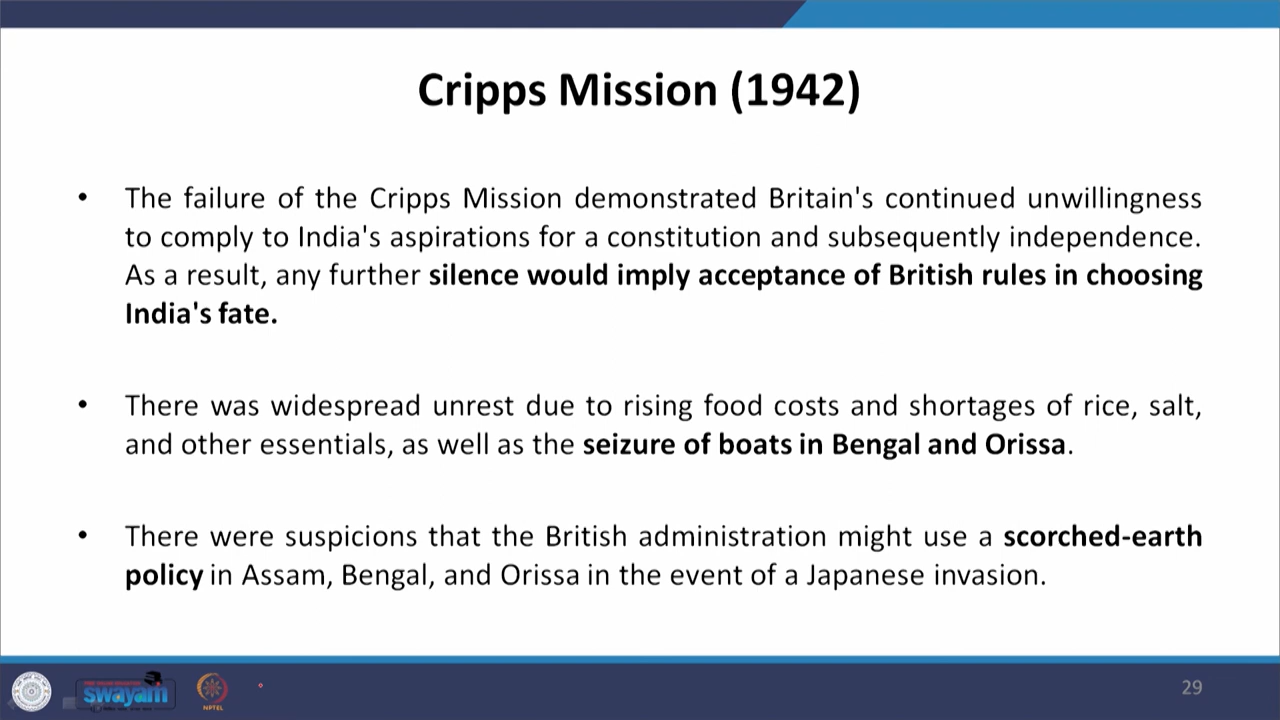 Cripps Mission (1942)
• The failure of the Cripps Mission demonstrated Britain's continued unwillingness
to comply to India's aspirations for a constitution and subsequently independence.
As a result, any further silence would imply acceptance of British rules in choosing
India's fate.
• There was widespread unrest due to rising food costs and shortages of rice, salt,
and other essentials, as well as the seizure of boats in Bengal and Orissa.
• There were suspicions that the British administration might use a scorched-earth
policy in Assam, Bengal, and Orissa in the event of a Japanese invasion.
swayam
NPTEL
29